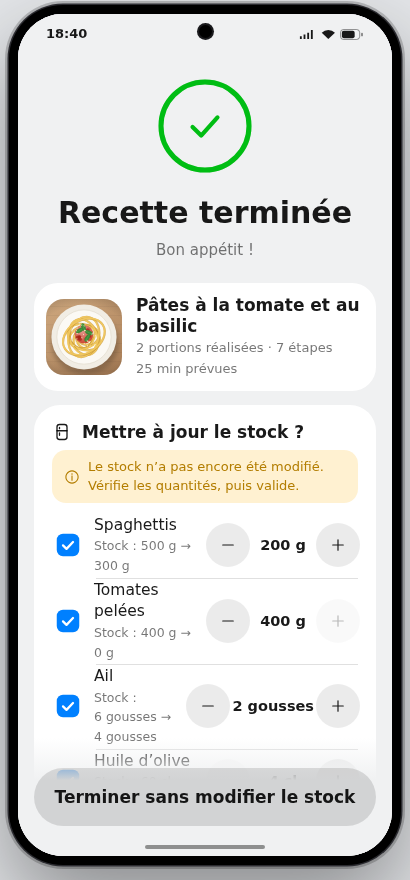 18:40
Recette terminée
Bon appétit !
Pâtes à la tomate et au
basilic
2 portions réalisées · 7 étapes
25 min prévues
Mettre à jour le stock ?
Le stock n’a pas encore été modifié.
Vérifie les quantités, puis valide.
Spaghettis
Stock : 500 g →
300 g
− 200 g +
Tomates
pelées
Stock : 400 g →
0 g
− 400 g +
Ail
Stock :
6 gousses →
4 gousses
− 2 gousses +
Huile d’olive
Terminer sans modifier le stock